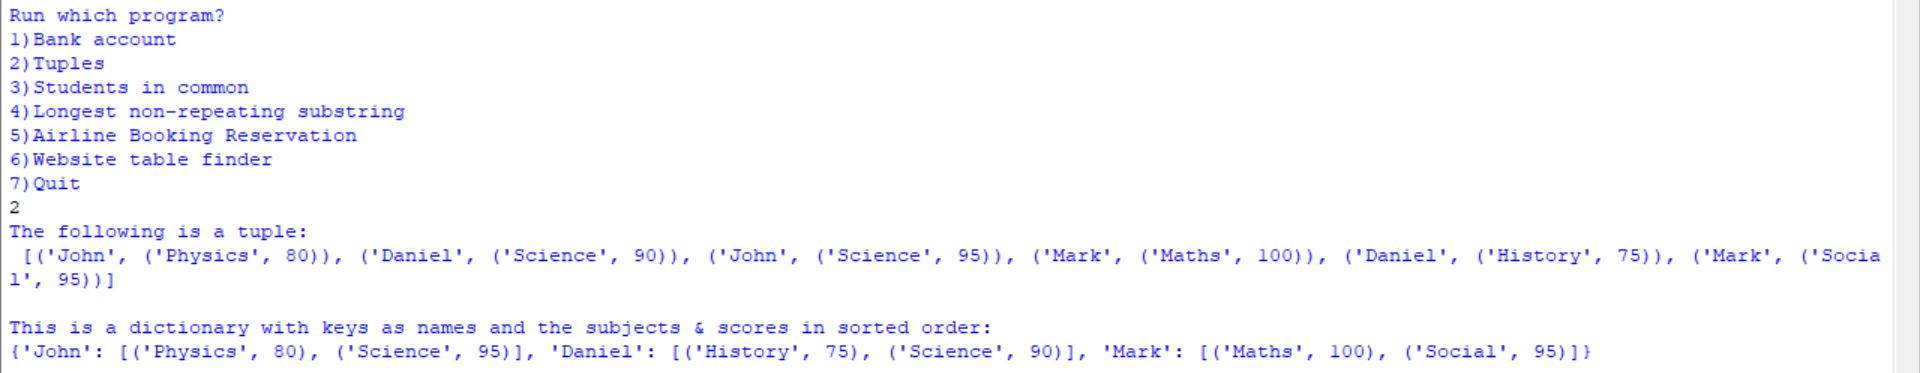 Run which program?
1)Bank account
2)Tuples
3)Students in common
4)Longest non-repeating substring
5)Airline Booking Reservation
6)Website table finder
7)Quit
2
The following is a tuple:
 [('John', ('Physics', 80)), ('Daniel', ('Science', 90)), ('John', ('Science', 95)), ('Mark', ('Maths', 100)), ('Daniel', ('History', 75)), ('Mark', ('Socia
l', 95))]
This is a dictionary with keys as names and the subjects & scores in sorted order:
{'John': [('Physics', 80), ('Science', 95)], 'Daniel': [('History', 75), ('Science', 90)], 'Mark': [('Maths', 100), ('Social', 95)]}